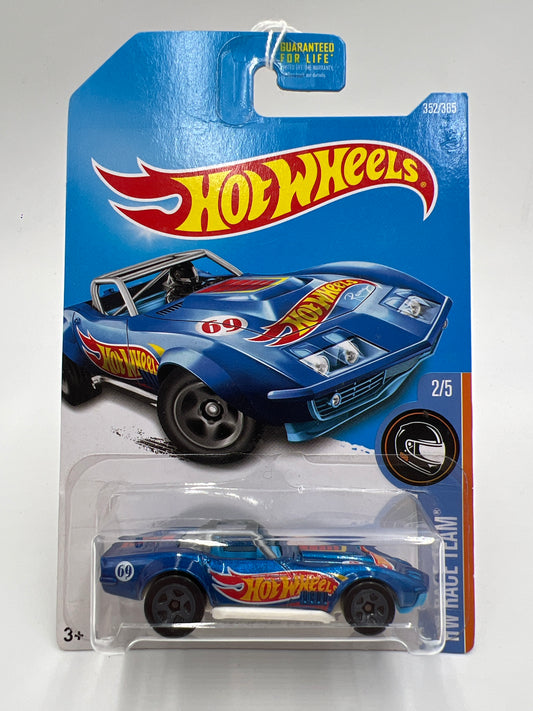 GUARANTEED
FOR LIFE*
352/365
HOT WHEELS®
69
HOT WHEELS
HOT WHEELS
Racing
2/5
HW RACE TEAM®
69
HOT WHEELS
3+